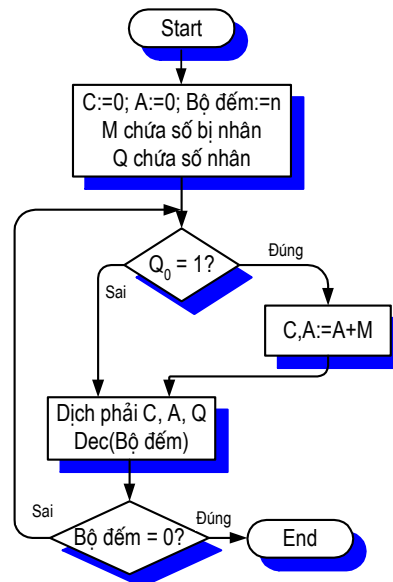 Start
C:=0; A:=0; Bộ đếm:=n
M chứa số bị nhân
Q chứa số nhân
Q₀ = 1?
Đúng
Sai
C,A:=A+M
Dịch phải C, A, Q
Dec(Bộ đếm)
Sai
Bộ đếm = 0?
Đúng
End